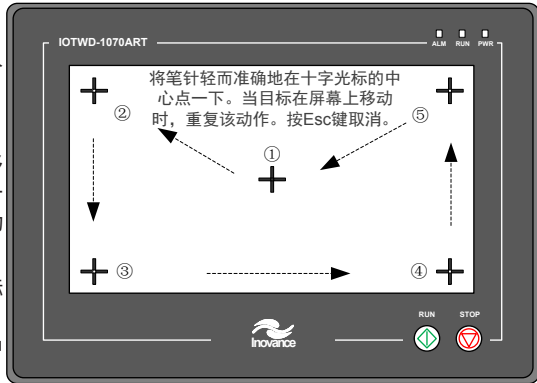 IOTWD-1070ART
ALM RUN PWR
将笔针轻而准确地在十字光标的中
心点一下。当目标在屏幕上移动
时，重复该动作。按Esc键取消。
②
⑤
①
③
④
RUN STOP
Inovance